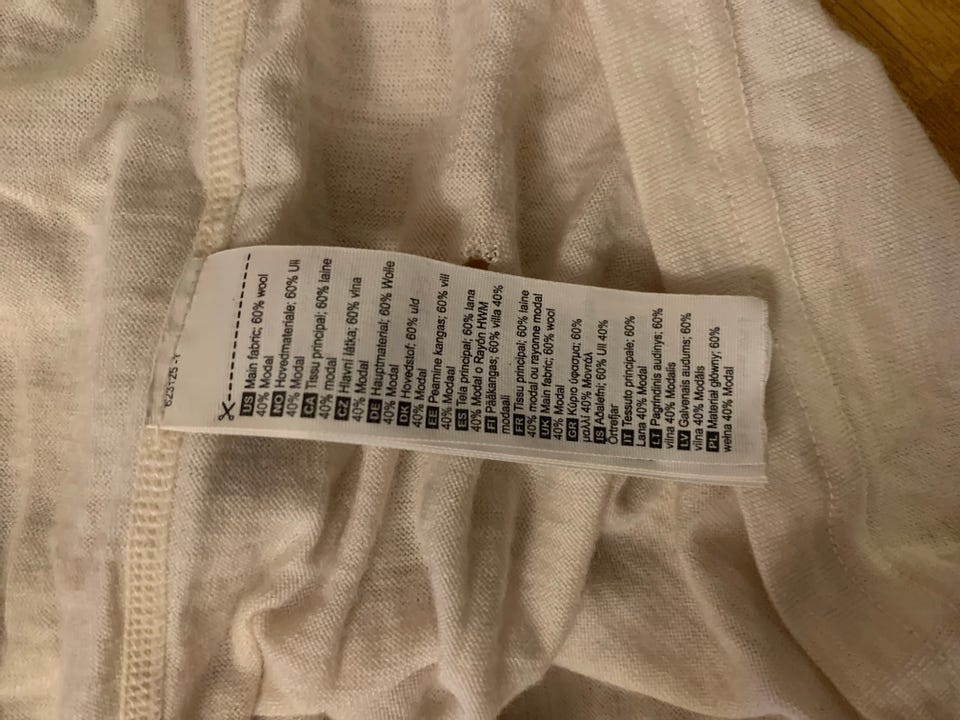 623125
US Main fabric; 60% wool
40% Modal
NO Hovedmateriale; 60% Ull
40% Modal
CA Tissu principal; 60% laine
40% modal
CZ Hlavní látka; 60% vlna
40% Modal
DE Hauptmaterial; 60% Wolle
40% Modal
DK Hovedstof; 60% uld
40% Modal
EE Peamine kangas; 60% vill
40% Modaal
ES Tela principal; 60% lana
40% Modal o Rayón HWM
FI Pääkangas; 60% villa 40%
modaali
FR Tissu principal; 60% laine
40% modal ou rayonne modal
UK Main fabric; 60% wool
40% Modal
GR Κύριο ύφασμα; 60%
μαλλί 40% Μοντάλ
IS Aðalefni; 60% Ull 40%
Örtrefjar
IT Tessuto principale; 60%
Lana 40% Modal
LT Pagrindinis audinys; 60%
vilna 40% Modalis
LV Galvenais audums; 60%
vilna 40% Modāls
PL Materiał główny; 60%
wełna 40% Modal